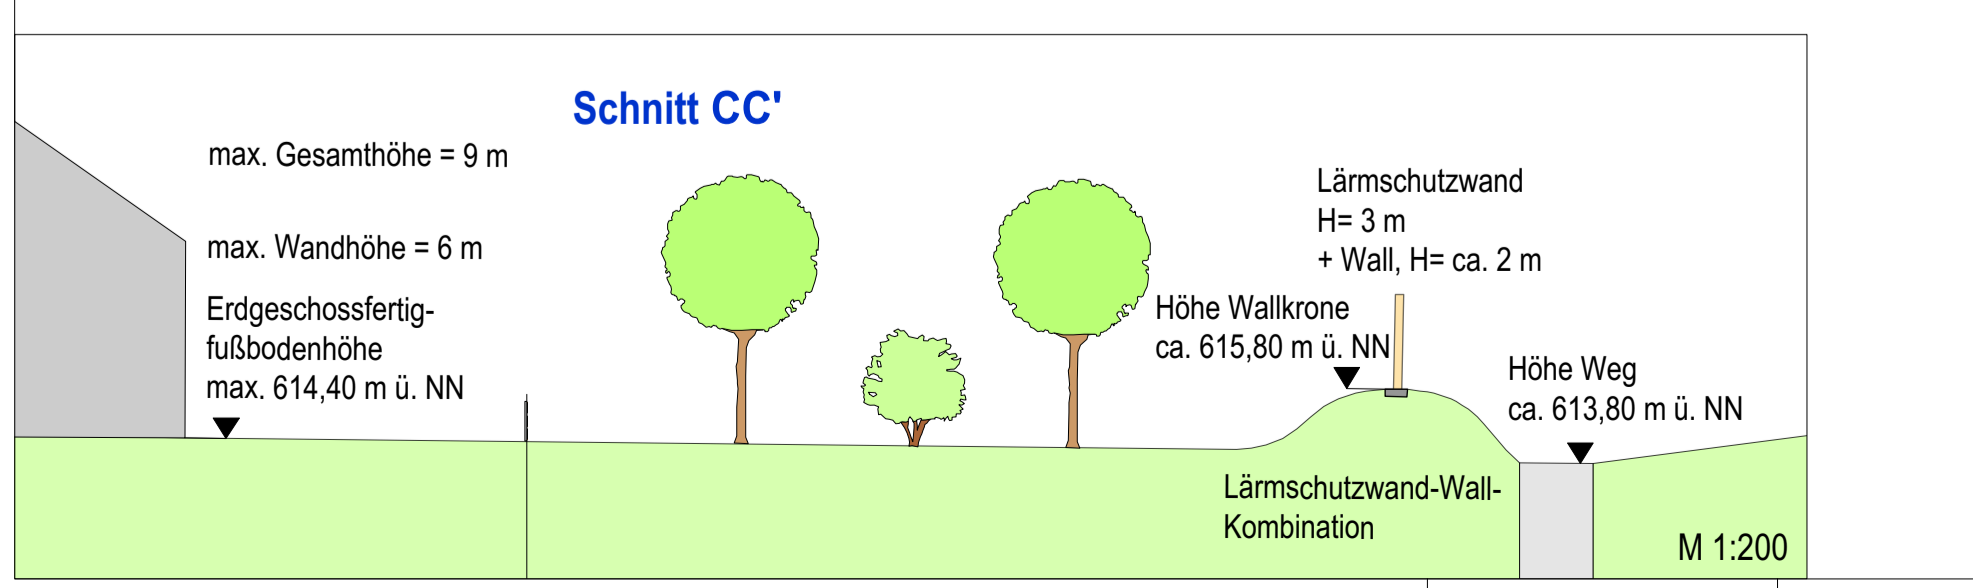 Schnitt CC'
max. Gesamthöhe = 9 m
max. Wandhöhe = 6 m
Erdgeschossfertig-
fußbodenhöhe
max. 614,40 m ü. NN
Lärmschutzwand
H= 3 m
+ Wall, H= ca. 2 m
Höhe Wallkrone
ca. 615,80 m ü. NN
Höhe Weg
ca. 613,80 m ü. NN
Lärmschutzwand-Wall-
Kombination
M 1:200